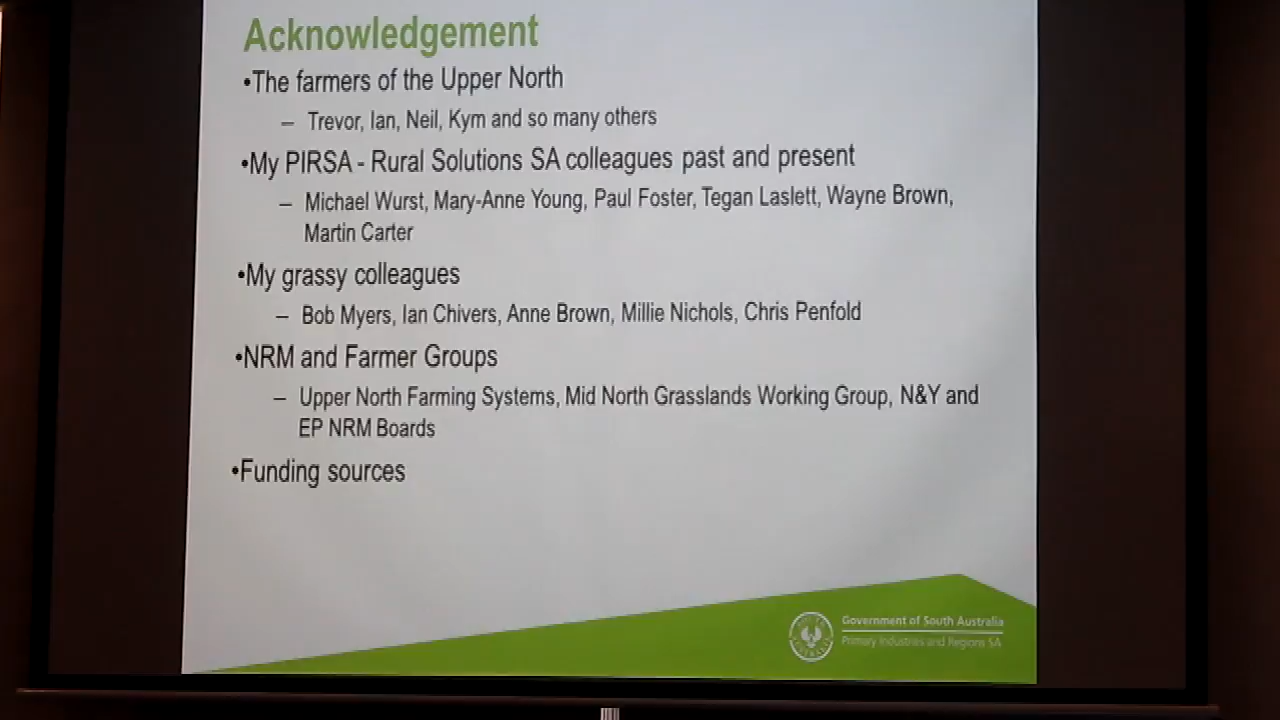 Acknowledgement
•The farmers of the Upper North
– Trevor, Ian, Neil, Kym and so many others
•My PIRSA - Rural Solutions SA colleagues past and present
– Michael Wurst, Mary-Anne Young, Paul Foster, Tegan Laslett, Wayne Brown,
Martin Carter
•My grassy colleagues
– Bob Myers, Ian Chivers, Anne Brown, Millie Nichols, Chris Penfold
•NRM and Farmer Groups
– Upper North Farming Systems, Mid North Grasslands Working Group, N&Y and
EP NRM Boards
•Funding sources
Government of South Australia
Primary Industries and Regions SA